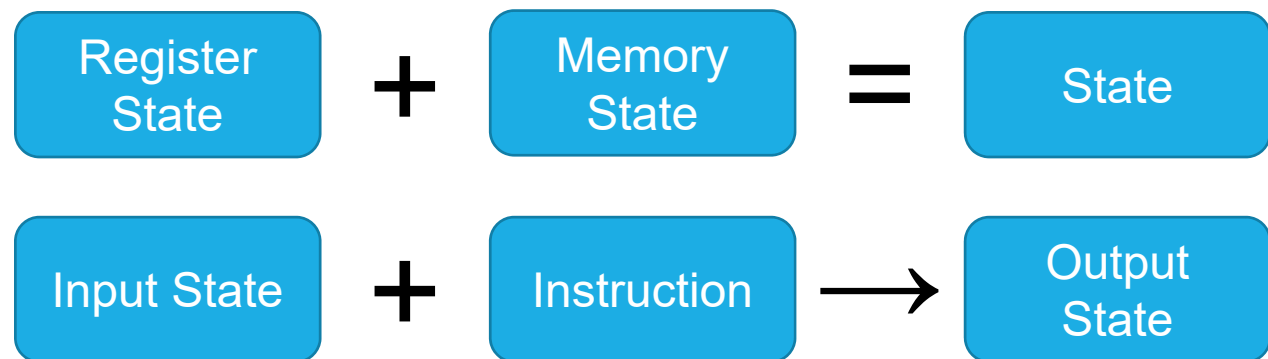 Register
State
+
Memory
State
=
State
Input State
+
Instruction
→
Output
State